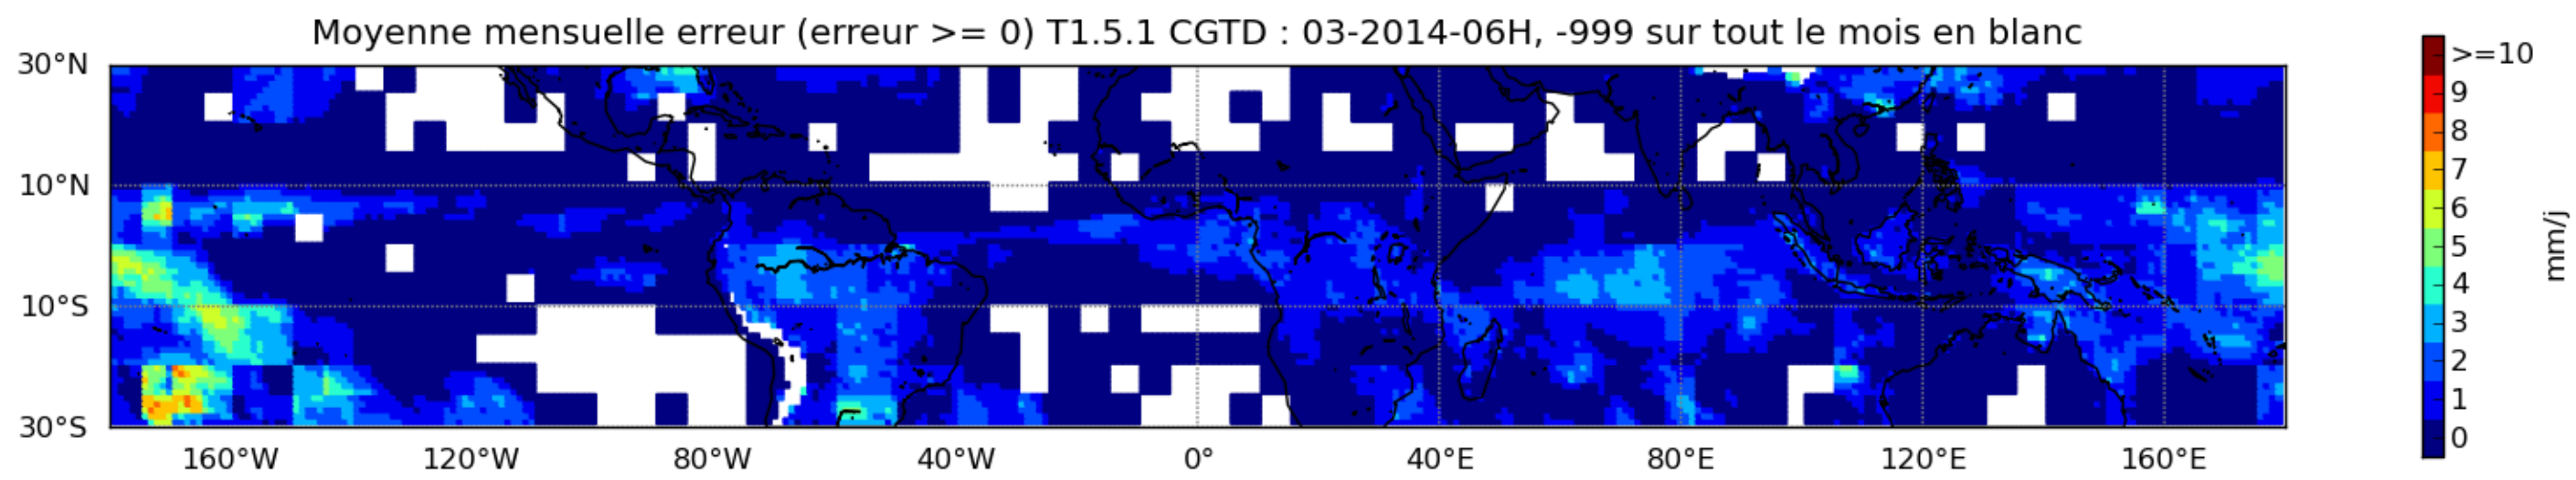 Moyenne mensuelle erreur (erreur >= 0) T1.5.1 CGTD : 03-2014-06H, -999 sur tout le mois en blanc
30°N
10°N
10°S
30°S
160°W 120°W 80°W 40°W 0° 40°E 80°E 120°E 160°E
>=10
9
8
7
6
5
4
3
2
1
0
mm/j